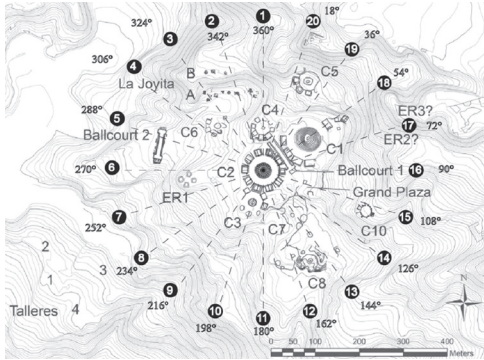 1
360°
2
342°
20
18°
3
324°
19
36°
4
306°
18
54°
La Joyita
B
A
C5
C4
C6
C1
5
288°
Ballcourt 2
ER3?
17
72°
ER2?
6
270°
C2
ER1
Ballcourt 1
16
90°
Grand Plaza
7
252°
C3
C7
C10
15
108°
2
1
3
8
234°
14
126°
Talleres
4
C8
9
216°
13
144°
10
198°
11
180°
12
162°
N
0
100
200
300
400
Meters